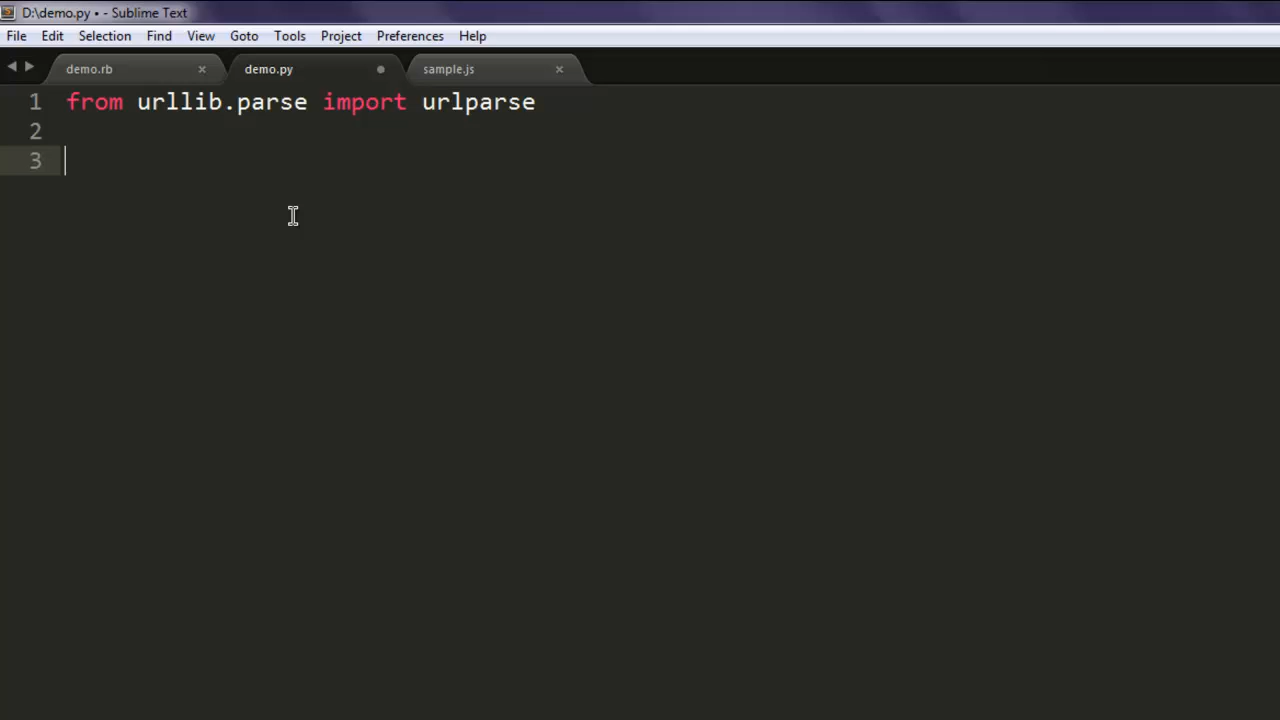 D:\demo.py • - Sublime Text
File Edit Selection Find View Goto Tools Project Preferences Help
demo.rb × demo.py sample.js ×
1 from urllib.parse import urlparse
2
3